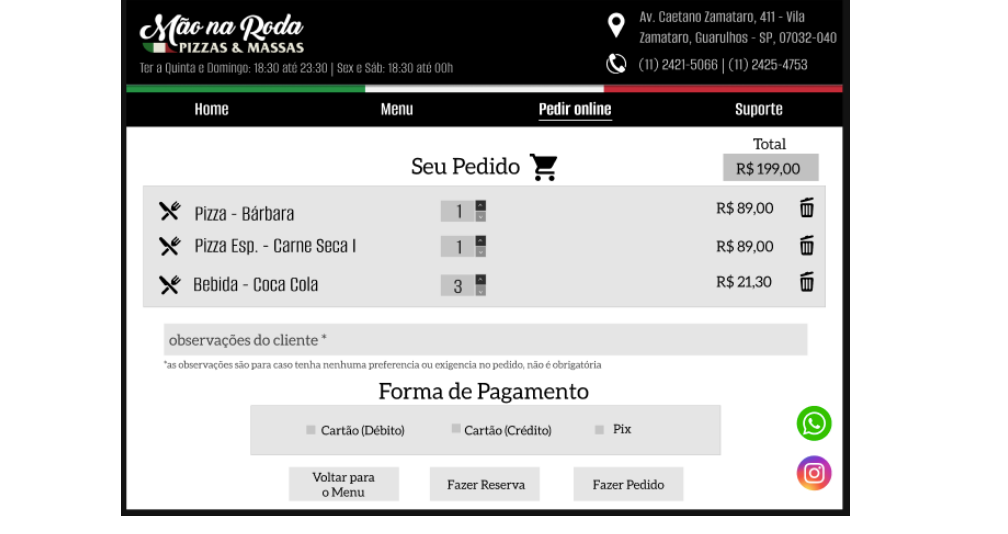 Mão na Roda
PIZZAS & MASSAS
Ter a Quinta e Domingo: 18:30 até 23:30 | Sex e Sáb: 18:30 até 00h
Av. Caetano Zamataro, 411 - Vila
Zamataro, Guarulhos - SP, 07032-040
(11) 2421-5066 | (11) 2425-4753
Home Menu Pedir online Suporte
Total
Seu Pedido
R$ 199,00
Pizza - Bárbara 1 R$ 89,00
Pizza Esp. - Carne Seca I 1 R$ 89,00
Bebida - Coca Cola 3 R$ 21,30
observações do cliente *
*as observações são para caso tenha nenhuma preferencia ou exigencia no pedido, não é obrigatória
Forma de Pagamento
Cartão (Débito) Cartão (Crédito) Pix
Voltar para
o Menu
Fazer Reserva
Fazer Pedido